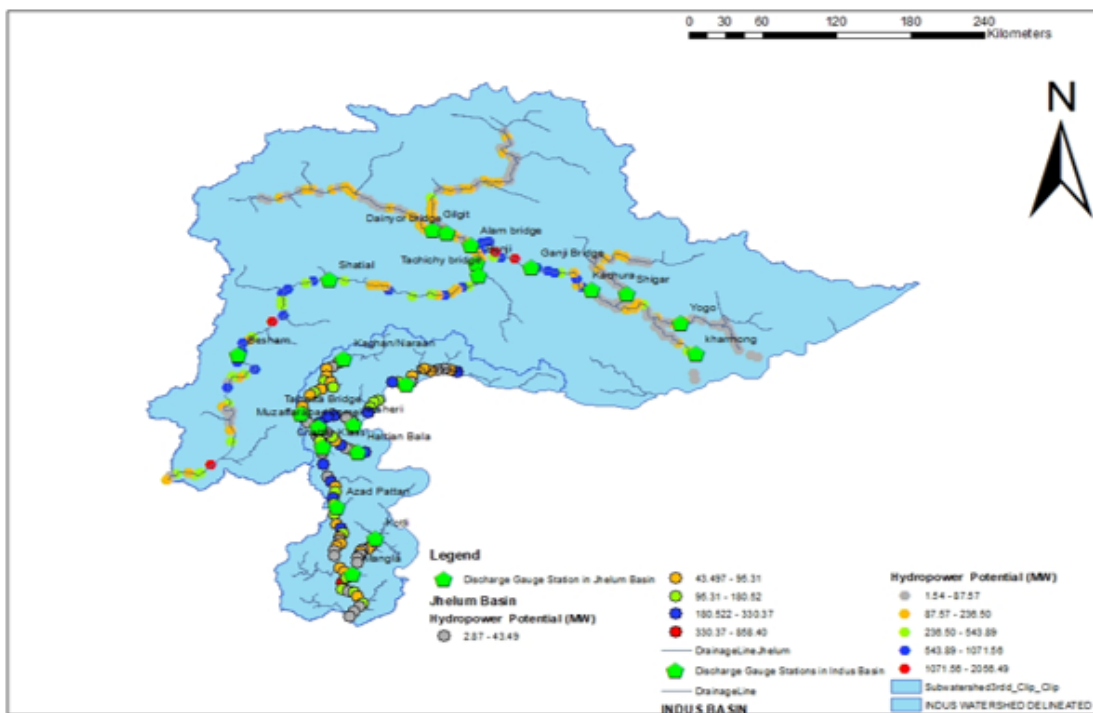 0 30 60 120 180 240
Kilometers
N
Dainyor bridge
Gilgit
Alam bridge
Shatial
Tachichy bridge
Ganji Bridge
Kachura
Shigar
Yogo
kharmong
Besham
Kaghan/Naraan
Muzaffarabad
Hattian Bala
Azad Pattan
Kotli
Mangla
Legend
Discharge Gauge Station in Jhelum Basin
Jhelum Basin
Hydropower Potential (MW)
2.87 - 43.49
43.497 - 95.31
95.31 - 180.52
180.522 - 330.37
330.37 - 858.40
DrainageLineJhelum
Discharge Gauge Stations in Indus Basin
DrainageLine
INDUS BASIN
Hydropower Potential (MW)
1.54 - 87.57
87.57 - 236.50
236.50 - 543.89
543.89 - 1071.56
1071.56 - 2056.49
Subwatershed3rdd_Clip_Clip
INDUS WATERSHED DELINEATED